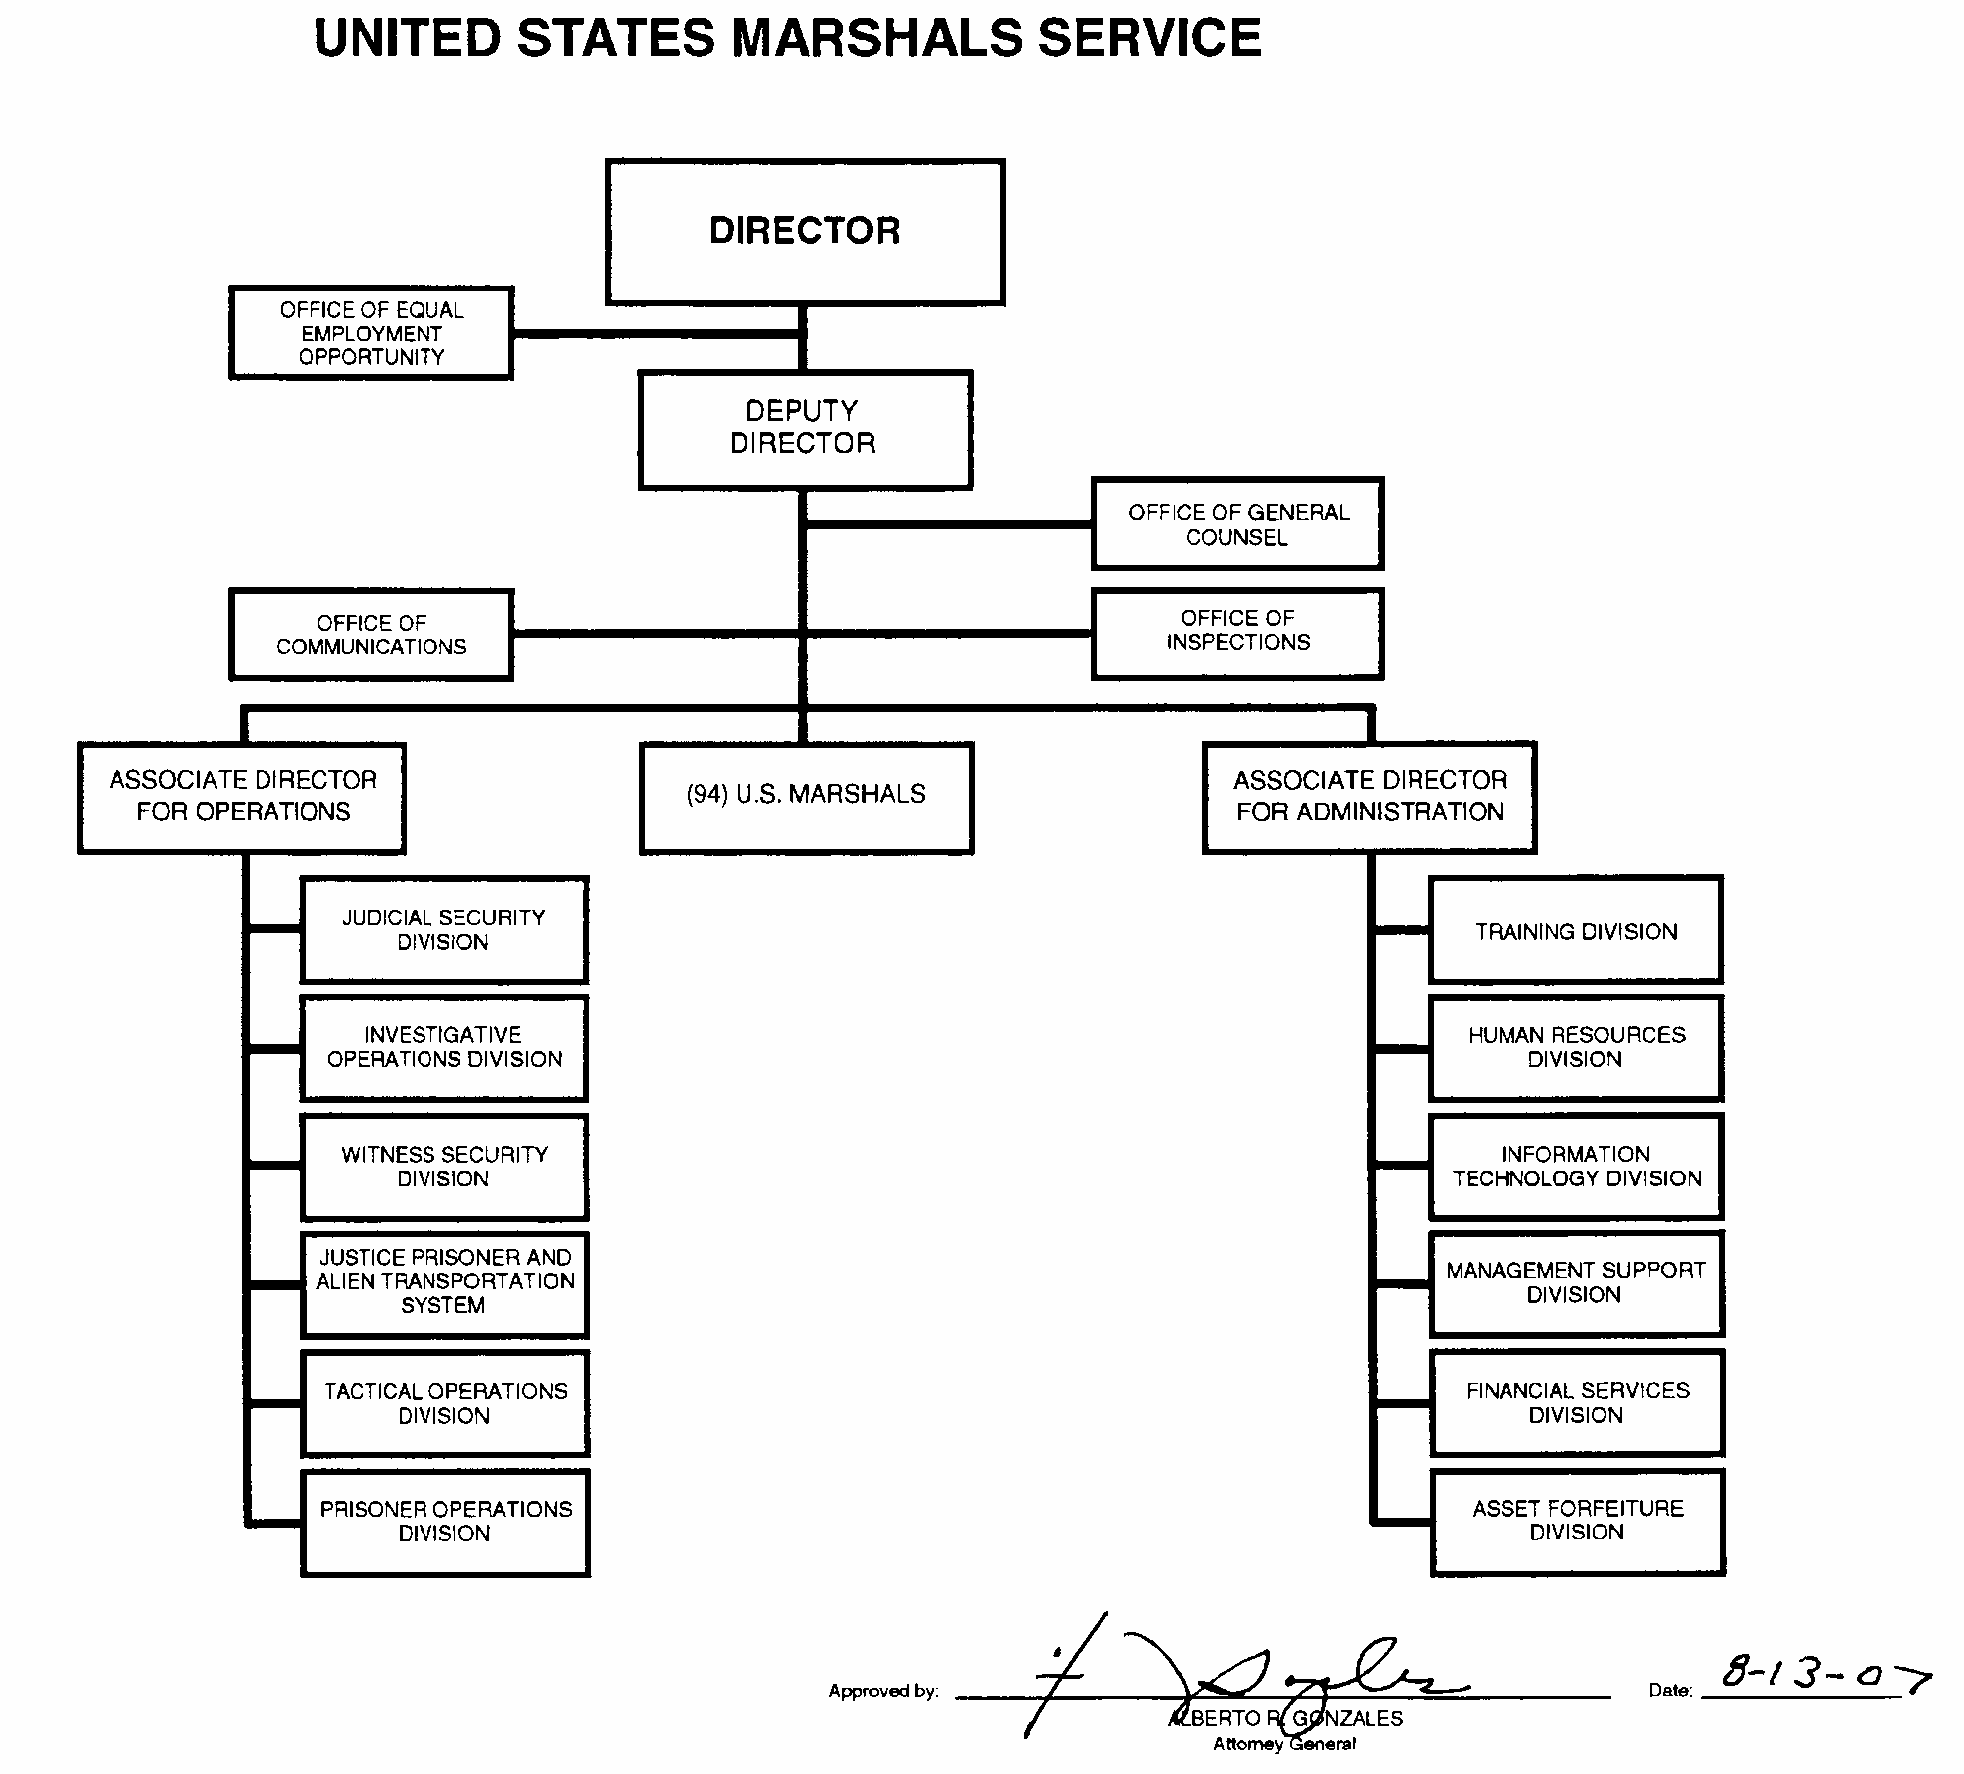 UNITED STATES MARSHALS SERVICE
DIRECTOR
OFFICE OF EQUAL
EMPLOYMENT
OPPORTUNITY
DEPUTY
DIRECTOR
OFFICE OF GENERAL
COUNSEL
OFFICE OF
COMMUNICATIONS
OFFICE OF
INSPECTIONS
ASSOCIATE DIRECTOR
FOR OPERATIONS
(94) U.S. MARSHALS
ASSOCIATE DIRECTOR
FOR ADMINISTRATION
JUDICIAL SECURITY
DIVISION
INVESTIGATIVE
OPERATIONS DIVISION
WITNESS SECURITY
DIVISION
JUSTICE PRISONER AND
ALIEN TRANSPORTATION
SYSTEM
TACTICAL OPERATIONS
DIVISION
PRISONER OPERATIONS
DIVISION
TRAINING DIVISION
HUMAN RESOURCES
DIVISION
INFORMATION
TECHNOLOGY DIVISION
MANAGEMENT SUPPORT
DIVISION
FINANCIAL SERVICES
DIVISION
ASSET FORFEITURE
DIVISION
Approved by:
ALBERTO R. GONZALES
Attorney General
Date: 8-13-07